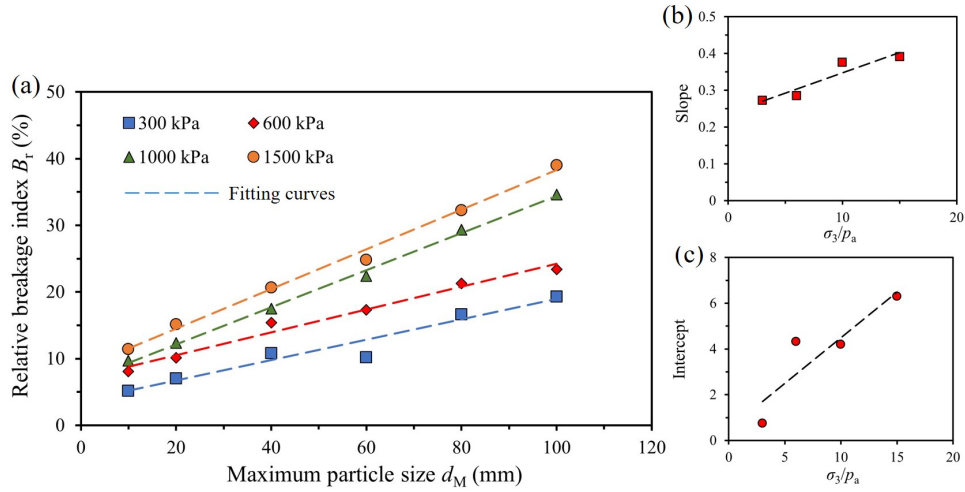 (a)
Relative breakage index Br (%)
50
40
30
20
10
0
300 kPa
600 kPa
1000 kPa
1500 kPa
Fitting curves
0
20
40
60
80
100
120
Maximum particle size dM (mm)
(b)
Slope
0.5
0.4
0.3
0.2
0.1
0
0
10
20
σ3/pa
(c)
Intercept
8
6
4
2
0
0
5
10
15
20
σ3/pa